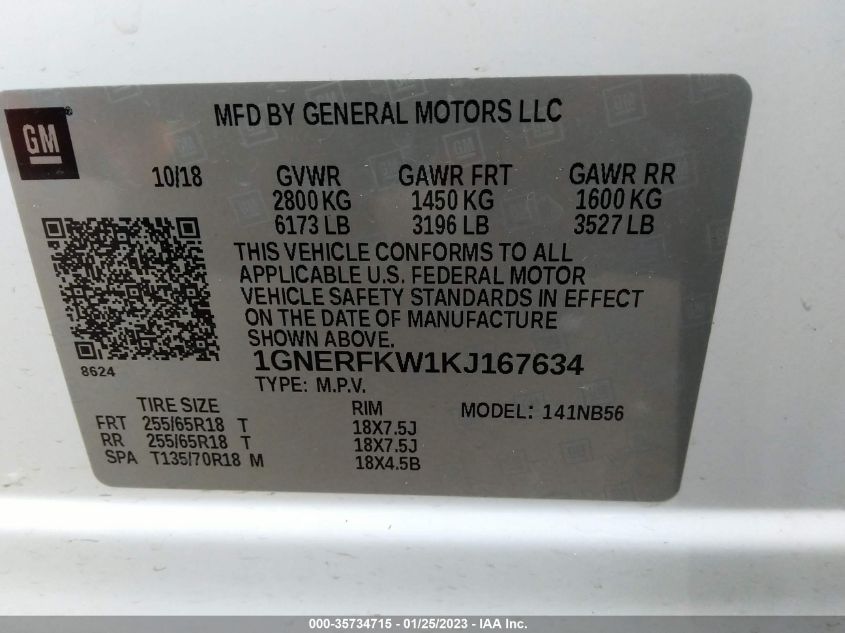 MFD BY GENERAL MOTORS LLC
GM
10/18 GVWR GAWR FRT GAWR RR
2800 KG 1450 KG 1600 KG
6173 LB 3196 LB 3527 LB
THIS VEHICLE CONFORMS TO ALL
APPLICABLE U.S. FEDERAL MOTOR
VEHICLE SAFETY STANDARDS IN EFFECT
ON THE DATE OF MANUFACTURE
SHOWN ABOVE.
8624
1GNERFKW1KJ167634
TYPE: M.P.V.
TIRE SIZE RIM MODEL: 141NB56
FRT 255/65R18 T 18X7.5J
RR 255/65R18 T 18X7.5J
SPA T135/70R18 M 18X4.5B
000-35734715 - 01/25/2023 - © IAA, Inc.